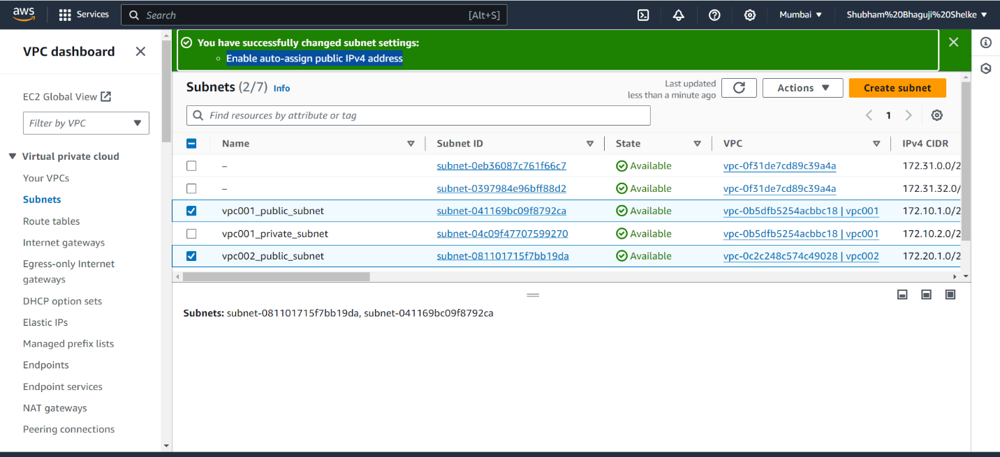 aws
Services
Search [Alt+S]
Mumbai
Shubham%20Bhaguji%20Shelke
VPC dashboard
EC2 Global View
Filter by VPC
Virtual private cloud
Your VPCs
Subnets
Route tables
Internet gateways
Egress-only Internet
gateways
DHCP option sets
Elastic IPs
Managed prefix lists
Endpoints
Endpoint services
NAT gateways
Peering connections
You have successfully changed subnet settings:
Enable auto-assign public IPv4 address
Subnets (2/7) Info
Last updated
less than a minute ago
Actions
Create subnet
Find resources by attribute or tag
1
Name Subnet ID State VPC IPv4 CIDR
– subnet-0eb36087c761f66c7 Available vpc-0f31de7cd89c39a4a 172.31.0.0/2
– subnet-0397984e96bff88d2 Available vpc-0f31de7cd89c39a4a 172.31.32.0/
vpc001_public_subnet subnet-041169bc09f8792ca Available vpc-0b5dfb5254acbbc18 | vpc001 172.10.1.0/2
vpc001_private_subnet subnet-04c09f47707599270 Available vpc-0b5dfb5254acbbc18 | vpc001 172.10.2.0/2
vpc002_public_subnet subnet-081101715f7bb19da Available vpc-0c2c248c574c49028 | vpc002 172.20.1.0/2
Subnets: subnet-081101715f7bb19da, subnet-041169bc09f8792ca